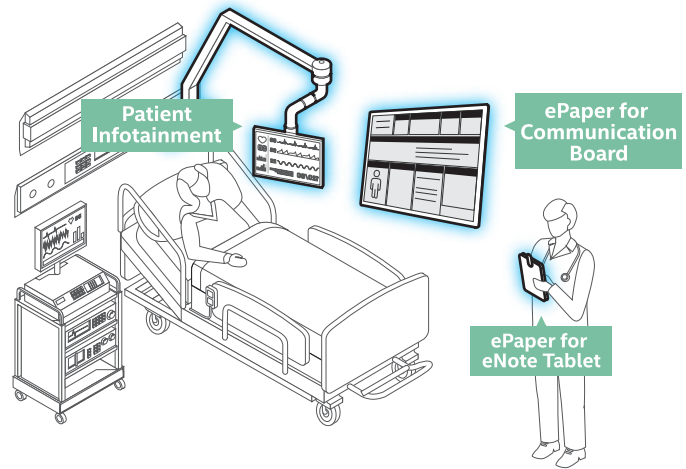 Patient
Infotainment
ePaper for
Communication
Board
ePaper for
eNote Tablet